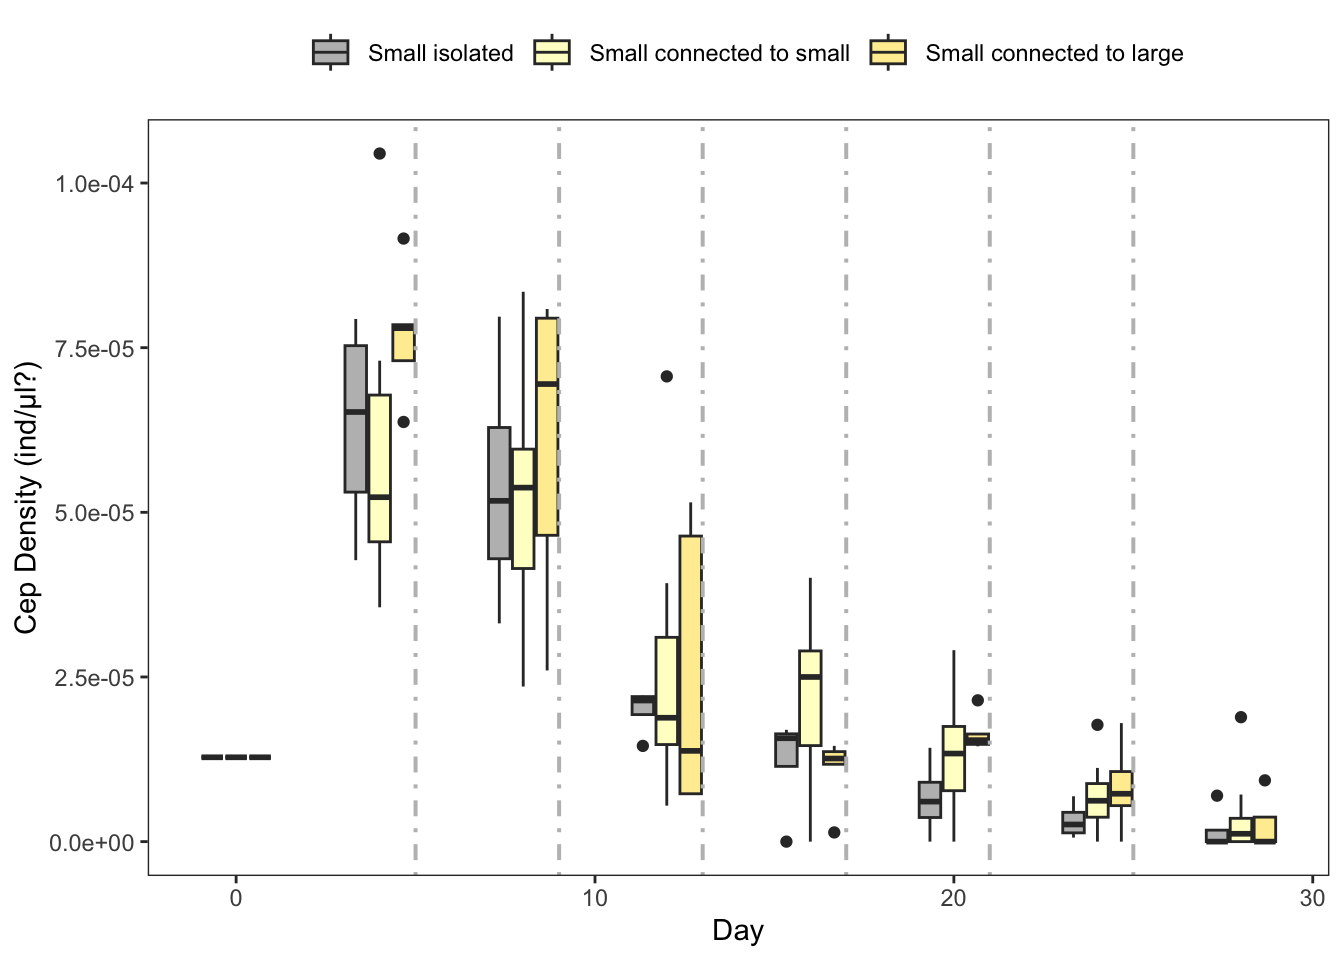 Small isolated Small connected to small Small connected to large
1.0e-04
7.5e-05
5.0e-05
2.5e-05
0.0e+00
Cep Density (ind/µl?)
0 10 20 30
Day